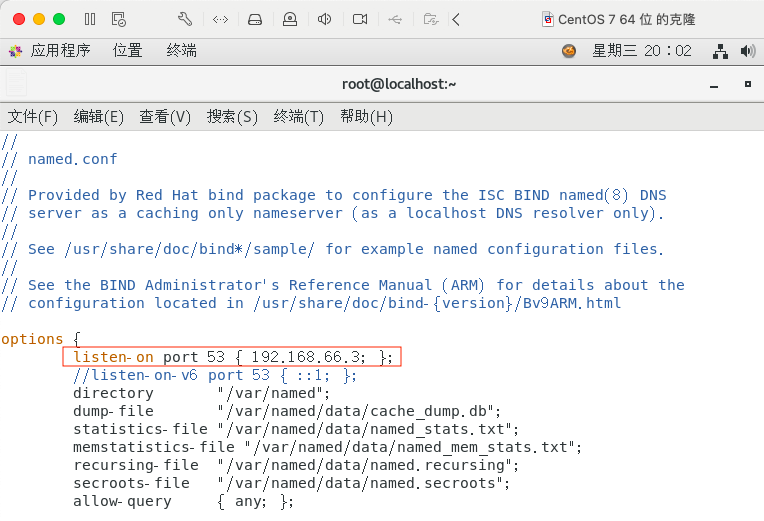 CentOS 7 64 位 的克隆
应用程序 位置 终端 星期三 20：02
root@localhost:~
文件(F) 编辑(E) 查看(V) 搜索(S) 终端(T) 帮助(H)
//
// named.conf
//
// Provided by Red Hat bind package to configure the ISC BIND named(8) DNS
// server as a caching only nameserver (as a localhost DNS resolver only).
//
// See /usr/share/doc/bind*/sample/ for example named configuration files.
//
// See the BIND Administrator's Reference Manual (ARM) for details about the
// configuration located in /usr/share/doc/bind-{version}/Bv9ARM.html

options {
        listen-on port 53 { 192.168.66.3; };
        //listen-on-v6 port 53 { ::1; };
        directory       "/var/named";
        dump-file       "/var/named/data/cache_dump.db";
        statistics-file "/var/named/data/named_stats.txt";
        memstatistics-file "/var/named/data/named_mem_stats.txt";
        recursing-file  "/var/named/data/named.recursing";
        secroots-file   "/var/named/data/named.secroots";
        allow-query     { any; };